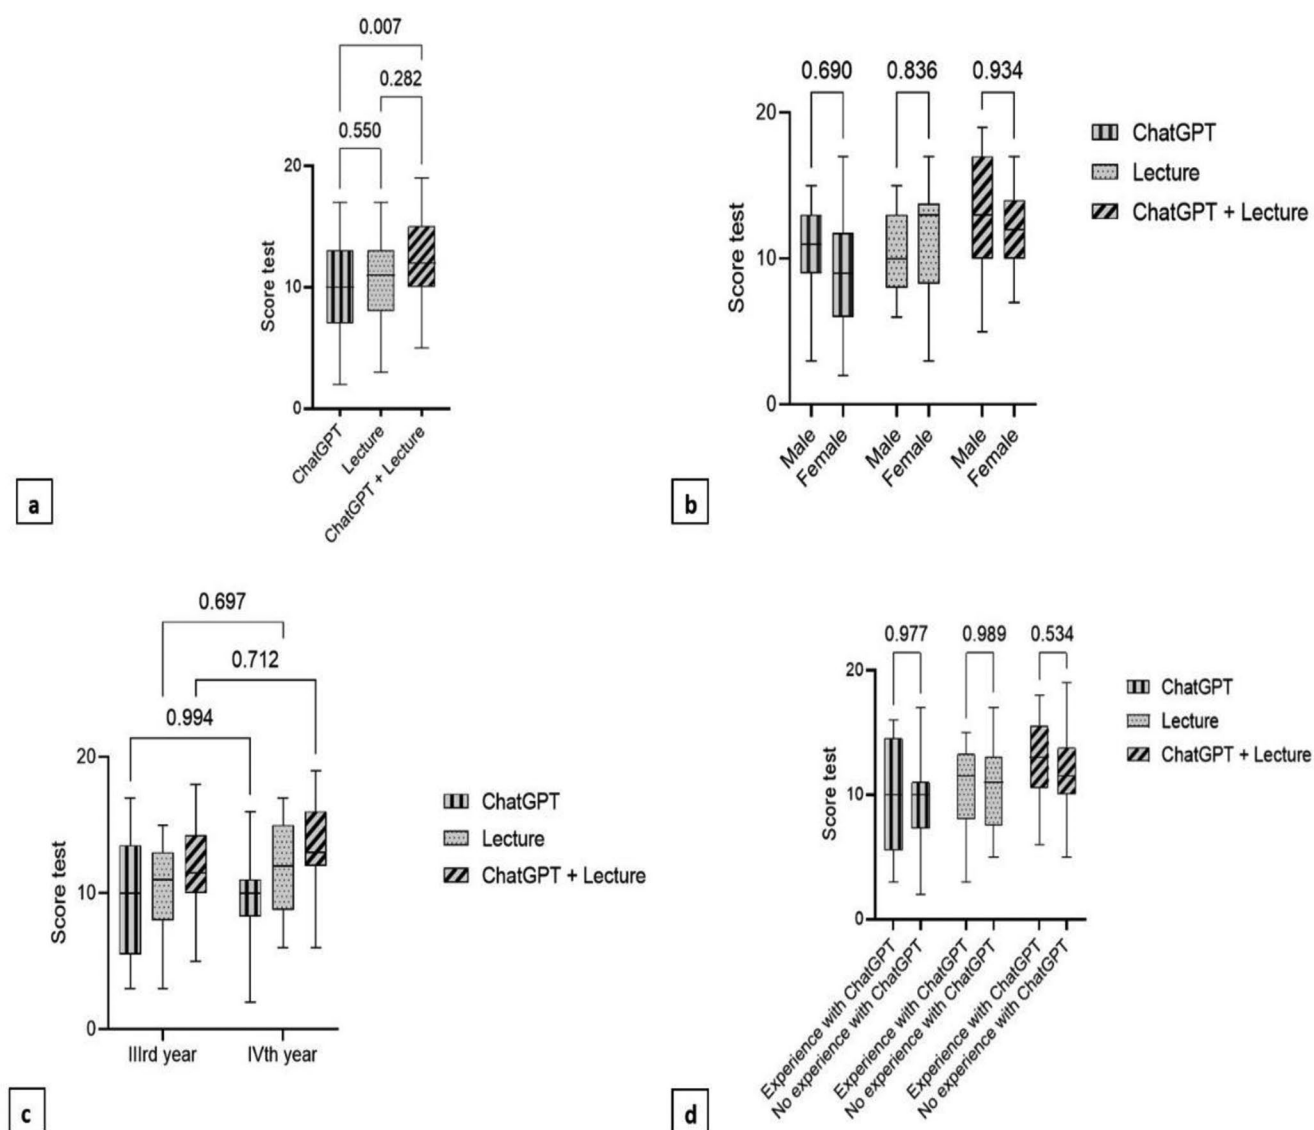 0.007
0.282
0.550
20
10
0
Score test
ChatGPT
Lecture
ChatGPT + Lecture
a
0.690 0.836 0.934
20
10
0
Score test
Male
Female
Male
Female
Male
Female
ChatGPT
Lecture
ChatGPT + Lecture
b
0.697
0.712
0.994
20
10
0
Score test
IIIrd year IVth year
ChatGPT
Lecture
ChatGPT + Lecture
c
0.977 0.989 0.534
20
10
0
Score test
Experience with ChatGPT
No experience with ChatGPT
Experience with ChatGPT
No experience with ChatGPT
Experience with ChatGPT
No experience with ChatGPT
ChatGPT
Lecture
ChatGPT + Lecture
d